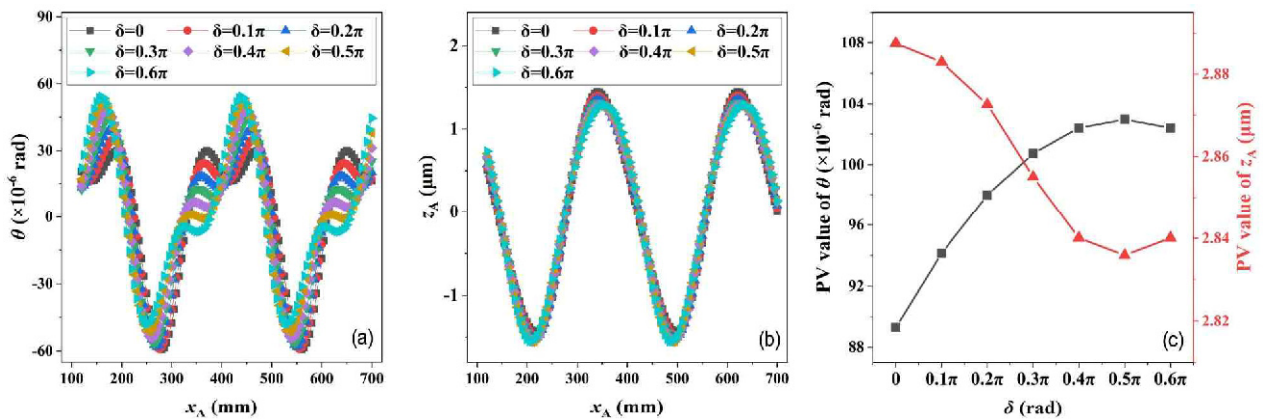 δ=0 δ=0.1π δ=0.2π
δ=0.3π δ=0.4π δ=0.5π
δ=0.6π
90
60
30
0
-30
-60
θ (×10⁻⁶ rad)
100 200 300 400 500 600 700
x_A (mm)
(a)
δ=0 δ=0.1π δ=0.2π
δ=0.3π δ=0.4π δ=0.5π
δ=0.6π
2
1
0
-1
z_A (μm)
100 200 300 400 500 600 700
x_A (mm)
(b)
108
104
100
96
92
88
PV value of θ (×10⁻⁶ rad)
0 0.1π 0.2π 0.3π 0.4π 0.5π 0.6π
δ (rad)
(c)
2.88
2.86
2.84
2.82
PV value of z_A (μm)